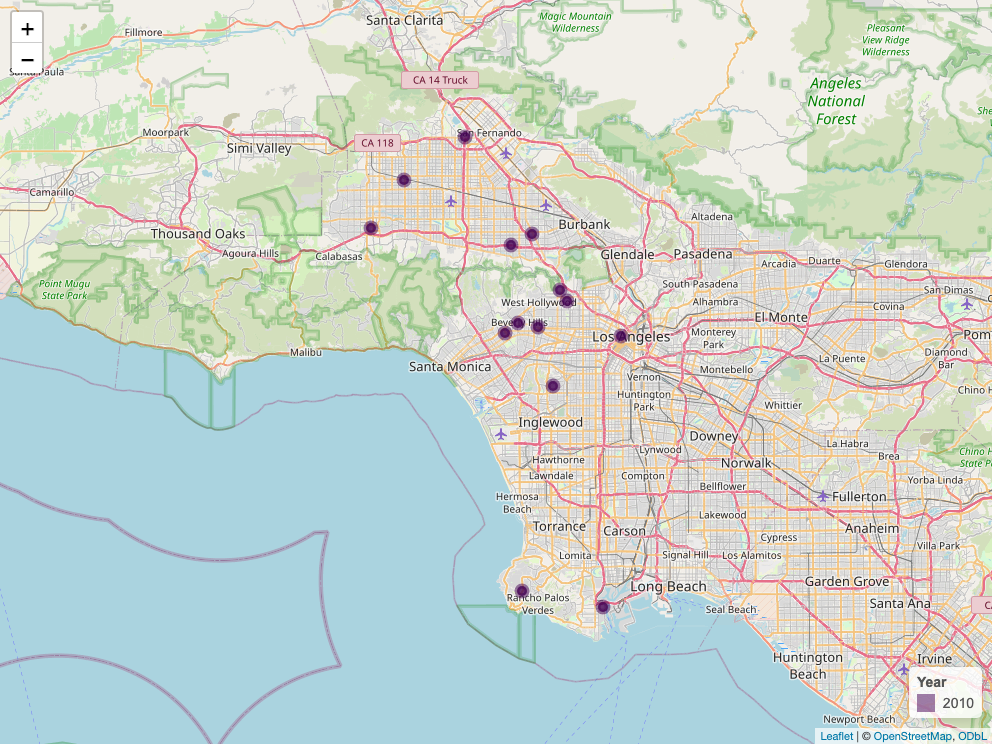 Santa Clarita
Magic Mountain
Wilderness
Fillmore
+
−
Pleasant
View Ridge
Wilderness
CA 14 Truck
Angeles
National
Forest
Moorpark
San Fernando
CA 118
Simi Valley
Camarillo
Thousand Oaks
Burbank
Altadena
Agoura Hills
Calabasas
Glendale
Pasadena
Arcadia
Duarte
Glendora
Point Mugu
State Park
South Pasadena
San Dimas
West Hollywood
Alhambra
Covina
Beverly Hills
El Monte
Los Angeles
Monterey
Park
Malibu
La Puente
Diamond
Bar
Santa Monica
Montebello
Vernon
Huntington
Park
Whittier
Chino H
Inglewood
Downey
La Habra
Lynwood
Brea
Hawthorne
Norwalk
Lawndale
Compton
Bellflower
Yorba Linda
Hermosa
Beach
Fullerton
Lakewood
Torrance
Carson
Anaheim
Cypress
Villa Park
Lomita
Signal Hill
Los Alamitos
Long Beach
Garden Grove
Rancho Palos
Verdes
Seal Beach
Santa Ana
Huntington
Beach
Irvine
Year
2010
Newport Beach
Leaflet | © OpenStreetMap, ODbL